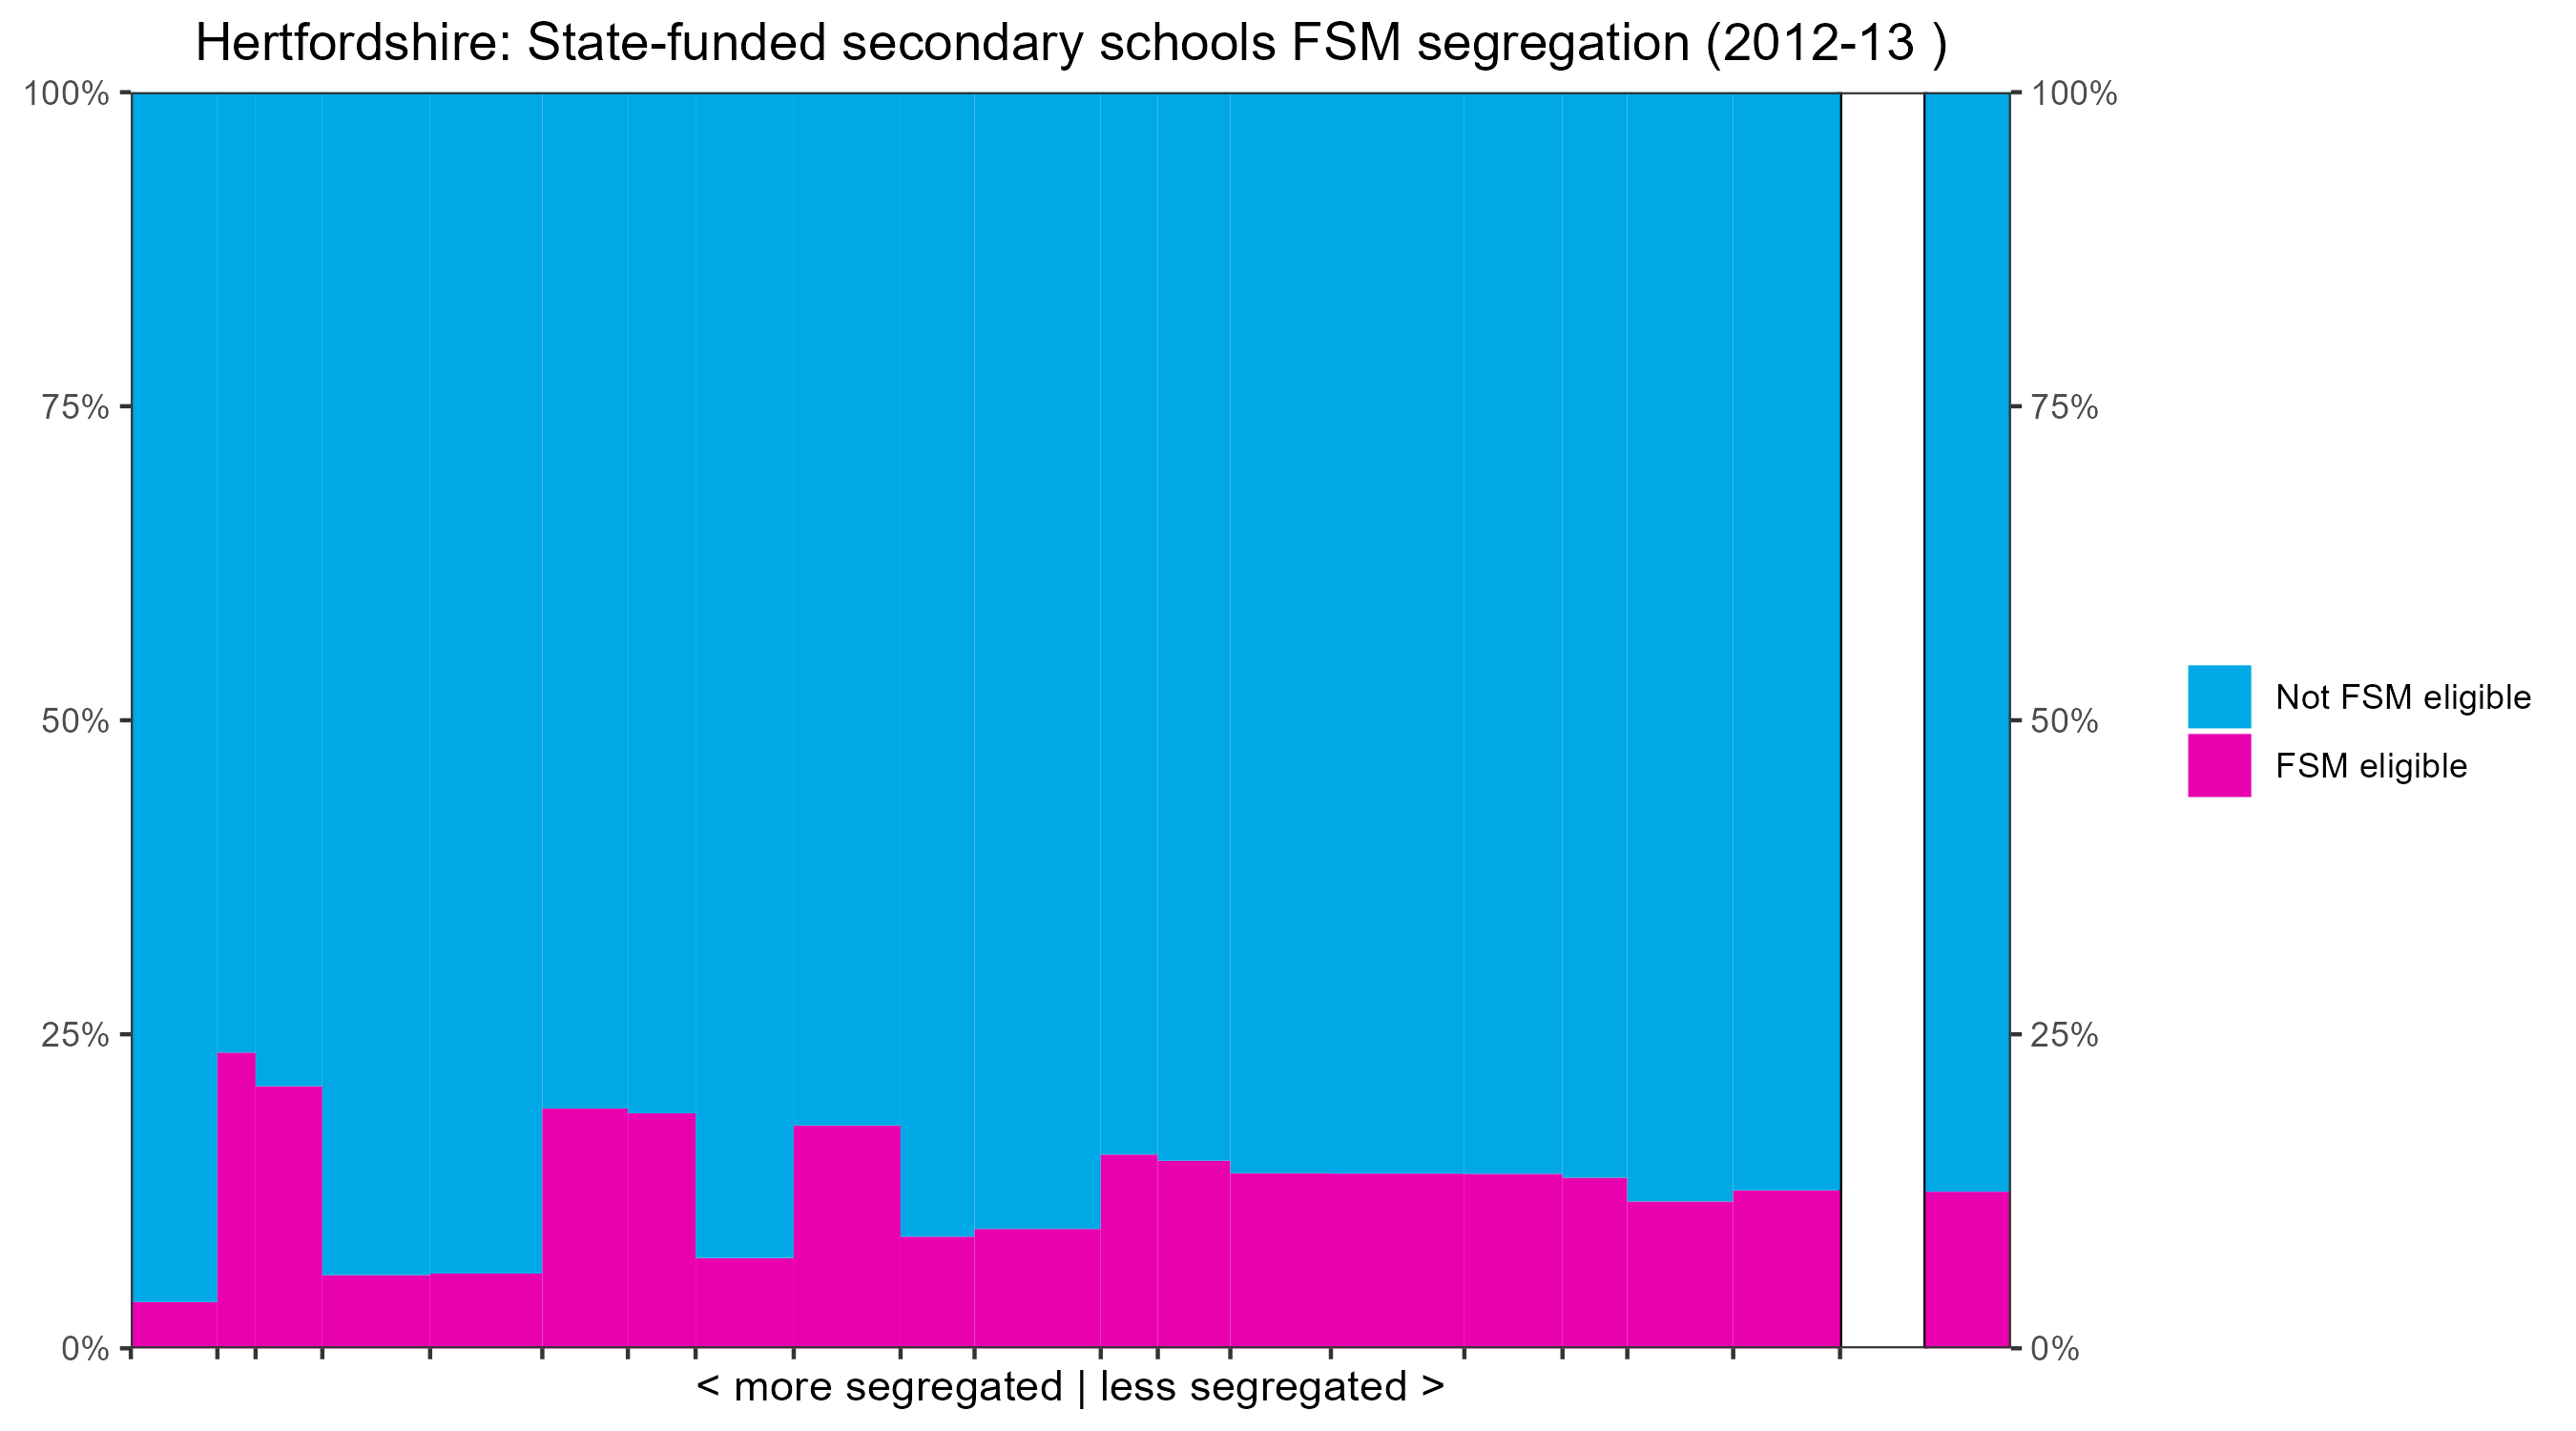 Hertfordshire: State-funded secondary schools FSM segregation (2012-13 )
100%
75%
50%
25%
0%
100%
75%
50%
25%
0%
Not FSM eligible
FSM eligible
< more segregated | less segregated >